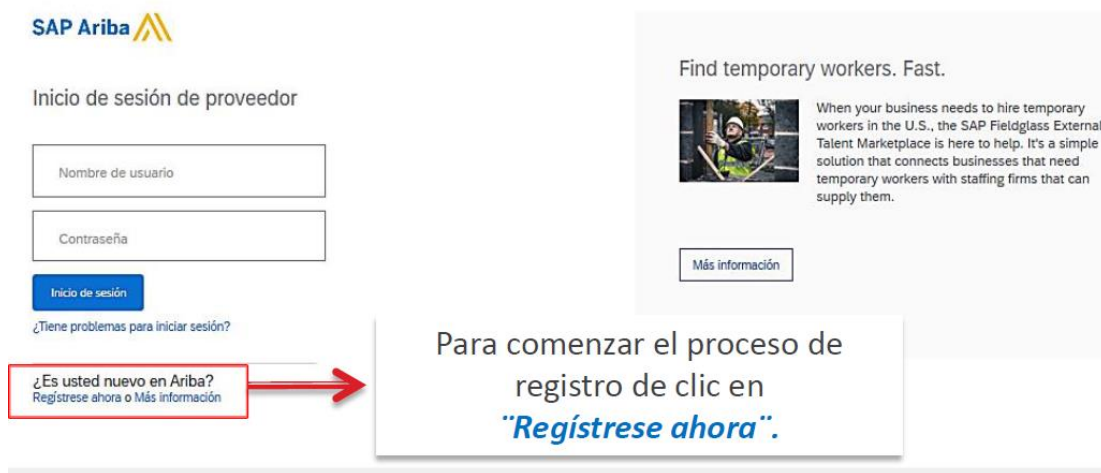 SAP Ariba
Inicio de sesión de proveedor
Nombre de usuario
Contraseña
Inicio de sesión
¿Tiene problemas para iniciar sesión?
¿Es usted nuevo en Ariba?
Regístrese ahora o Más información
Find temporary workers. Fast.
When your business needs to hire temporary
workers in the U.S., the SAP Fieldglass External
Talent Marketplace is here to help. It's a simple
solution that connects businesses that need
temporary workers with staffing firms that can
supply them.
Más información
Para comenzar el proceso de
registro de clic en
¨Regístrese ahora¨.